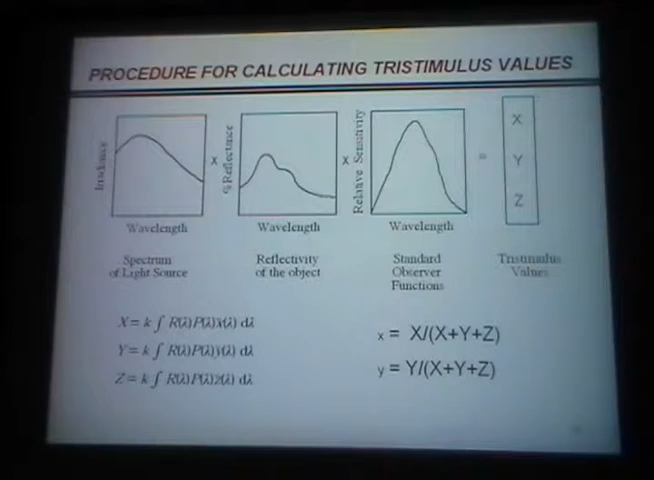 PROCEDURE FOR CALCULATING TRISTIMULUS VALUES
Irradiance
x
% Reflectance
x
Relative Sensitivity
=
X
Y
Z
Wavelength
Wavelength
Wavelength
Spectrum
of Light Source
Reflectivity
of the object
Standard
Observer
Functions
Tristimulus
Values
X = k ∫ R(λ)P(λ)x(λ) dλ
Y = k ∫ R(λ)P(λ)y(λ) dλ
Z = k ∫ R(λ)P(λ)z(λ) dλ
x = X/(X+Y+Z)
y = Y/(X+Y+Z)